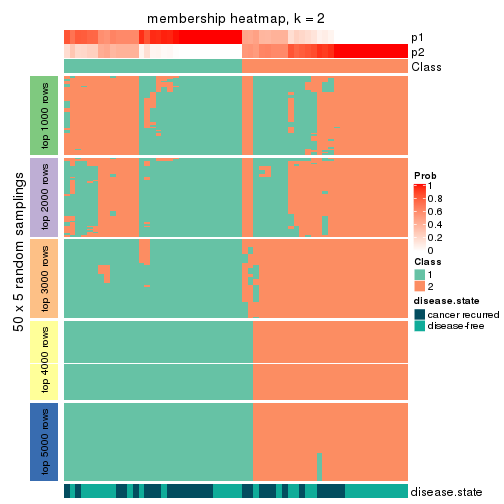 membership heatmap, k = 2
p1
p2
Class
50 x 5 random samplings
top 1000 rows
top 2000 rows
top 3000 rows
top 4000 rows
top 5000 rows
Prob
1
0.8
0.6
0.4
0.2
0
Class
1
2
disease.state
cancer recurred
disease-free
disease.state